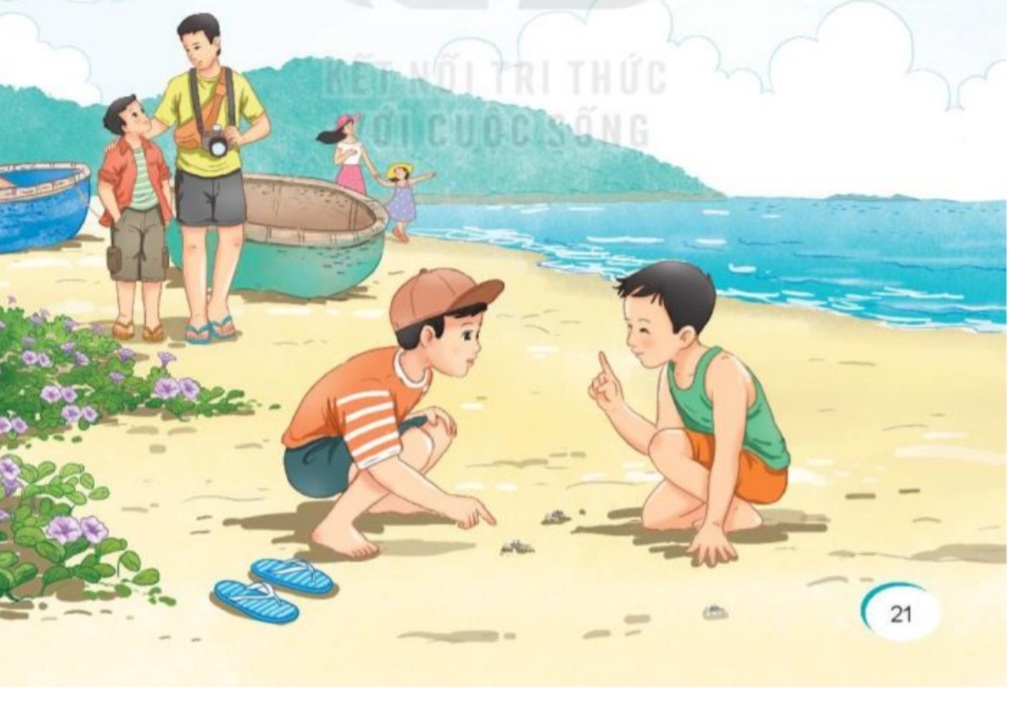 KẾT NỐI TRI THỨC
VỚI CUỘC SỐNG
21